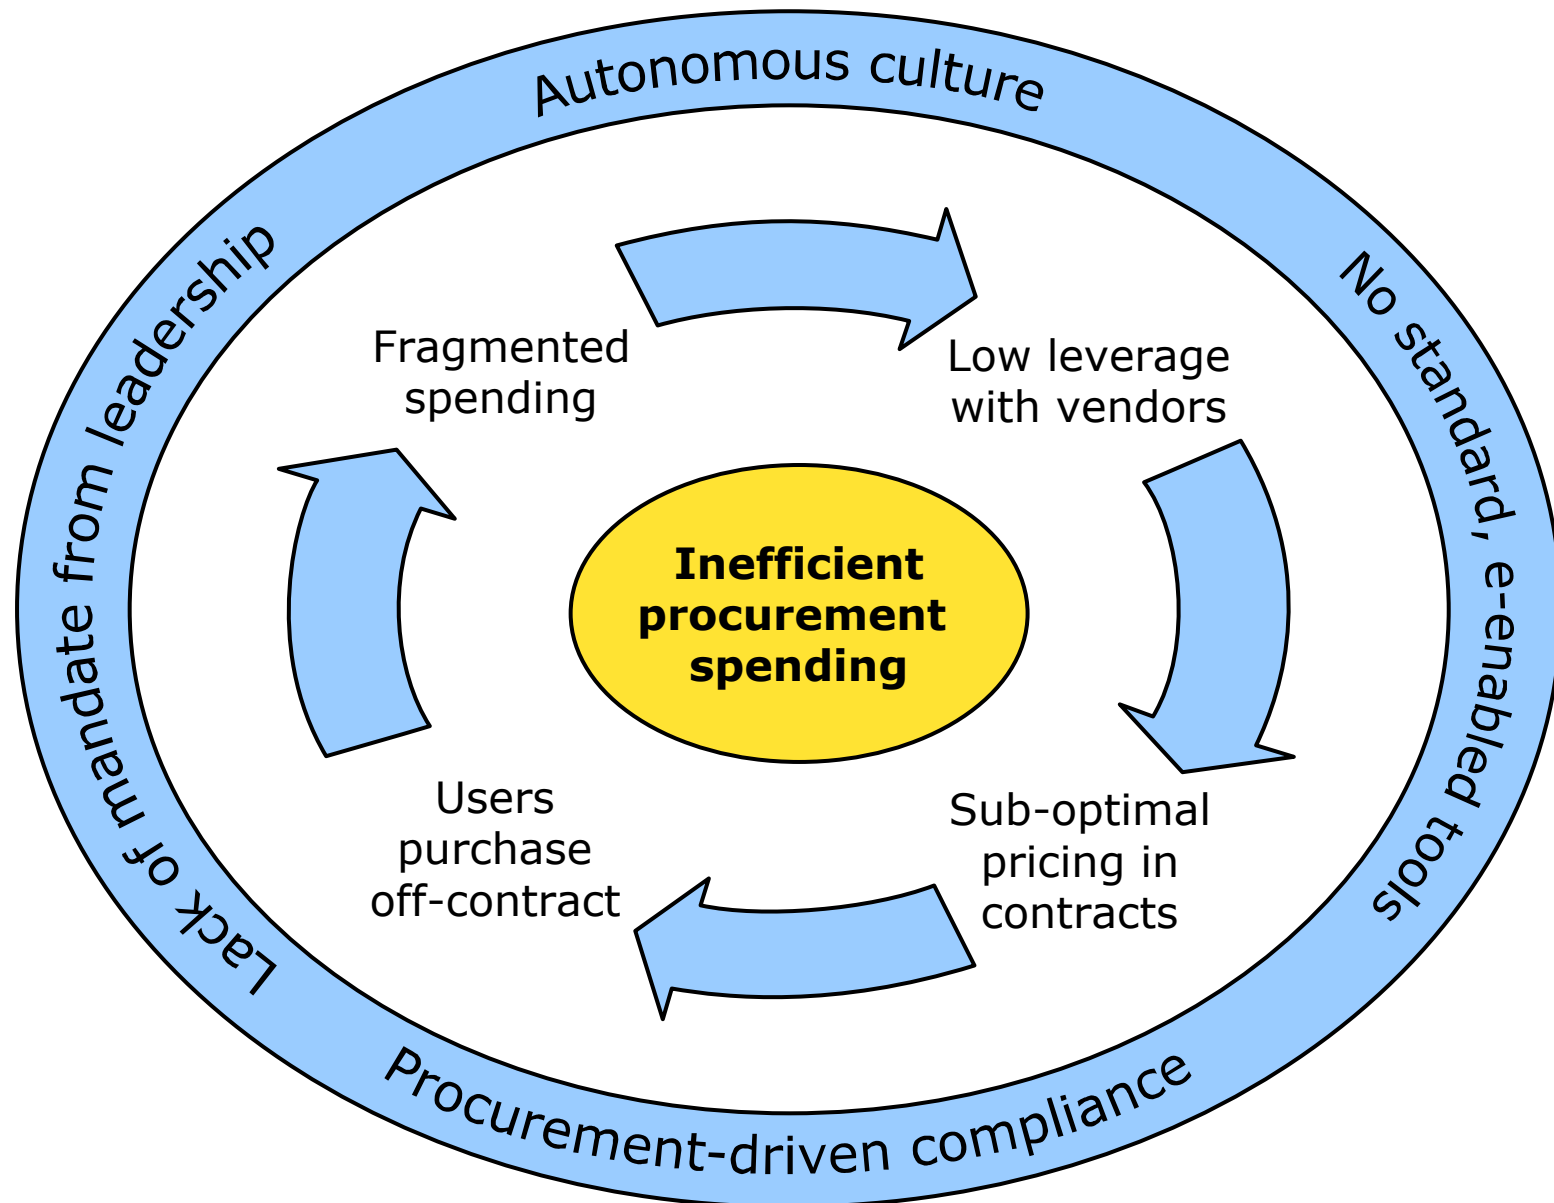 Autonomous culture
No standard, e-enabled tools
Procurement-driven compliance
Lack of mandate from leadership
Fragmented
spending
Low leverage
with vendors
Inefficient
procurement
spending
Sub-optimal
pricing in
contracts
Users
purchase
off-contract